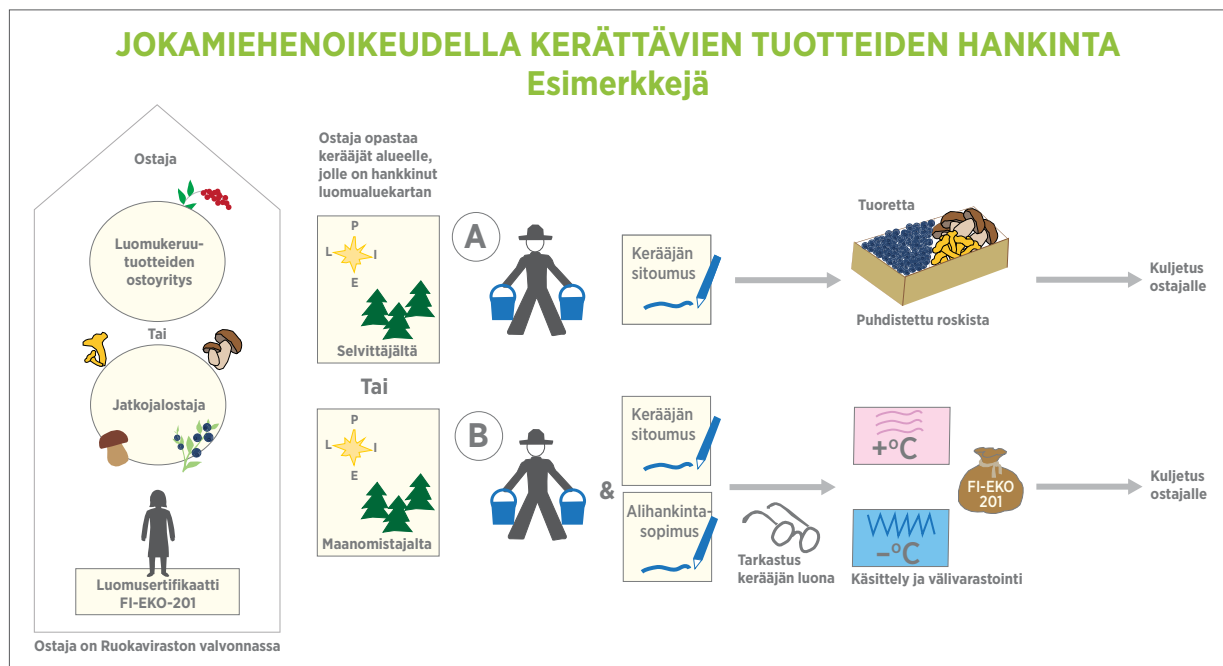 JOKAMIEHENOIKEUDELLA KERÄTTÄVIEN TUOTTEIDEN HANKINTA
Esimerkkejä
Ostaja
Luomukeruu-
tuotteiden
ostoyritys
Tai
Jatkojalostaja
Luomusertifikaatti
FI-EKO-201
Ostaja on Ruokaviraston valvonnassa
Ostaja opastaa
kerääjät alueelle,
jolle on hankkinut
luomualuekartan
P
L I
E
Selvittäjältä
Tai
P
L I
E
Maanomistajalta
A
Kerääjän
sitoumus
Tuoretta
Puhdistettu roskista
Kuljetus
ostajalle
B
Kerääjän
sitoumus
&
Alihankinta-
sopimus
Tarkastus
kerääjän luona
+°C
–°C
FI-EKO
201
Käsittely ja välivarastointi
Kuljetus
ostajalle